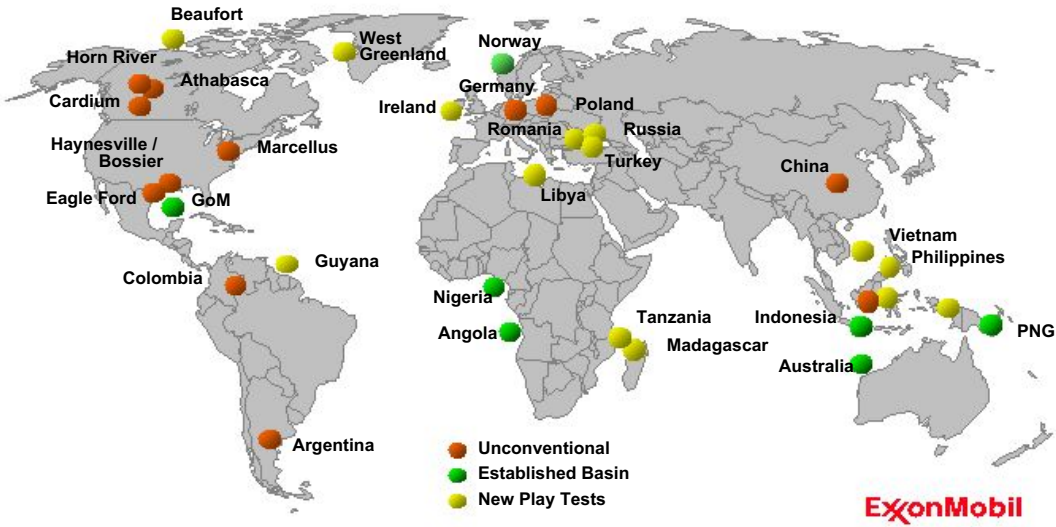 Beaufort
West
Greenland
Norway
Horn River
Athabasca
Germany
Cardium
Ireland
Poland
Haynesville /
Bossier
Marcellus
Romania
Russia
Turkey
China
Eagle Ford
GoM
Libya
Vietnam
Philippines
Guyana
Colombia
Nigeria
Tanzania
Indonesia
Angola
Madagascar
PNG
Australia
Argentina
Unconventional
Established Basin
New Play Tests
ExxonMobil